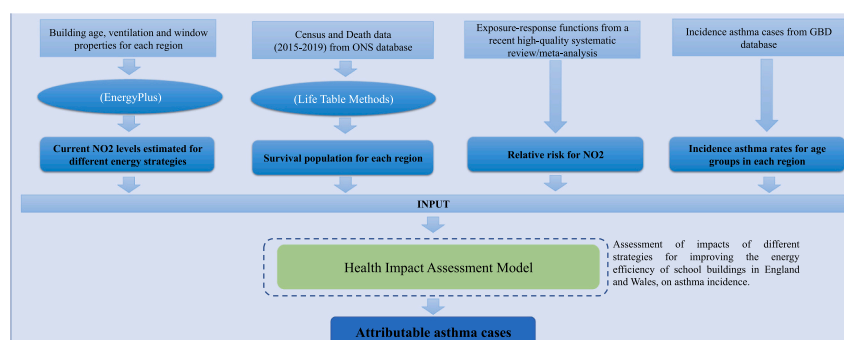 Building age, ventilation and window
properties for each region
Census and Death data
(2015-2019) from ONS database
Exposure-response functions from a
recent high-quality systematic
review/meta-analysis
Incidence asthma cases from GBD
database
(EnergyPlus)
(Life Table Methods)
Current NO2 levels estimated for
different energy strategies
Survival population for each region
Relative risk for NO2
Incidence asthma rates for age
groups in each region
INPUT
Health Impact Assessment Model
Assessment of impacts of different
strategies for improving the energy
efficiency of school buildings in England
and Wales, on asthma incidence.
Attributable asthma cases